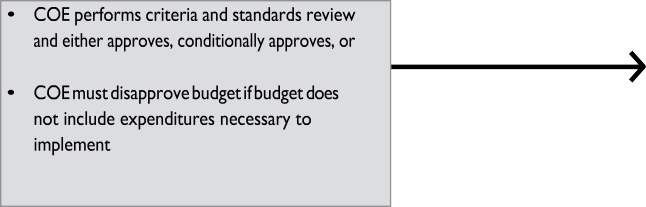 • COE performs criteria and standards review
and either approves, conditionally approves, or
• COE must disapprove budget if budget does
not include expenditures necessary to
implement